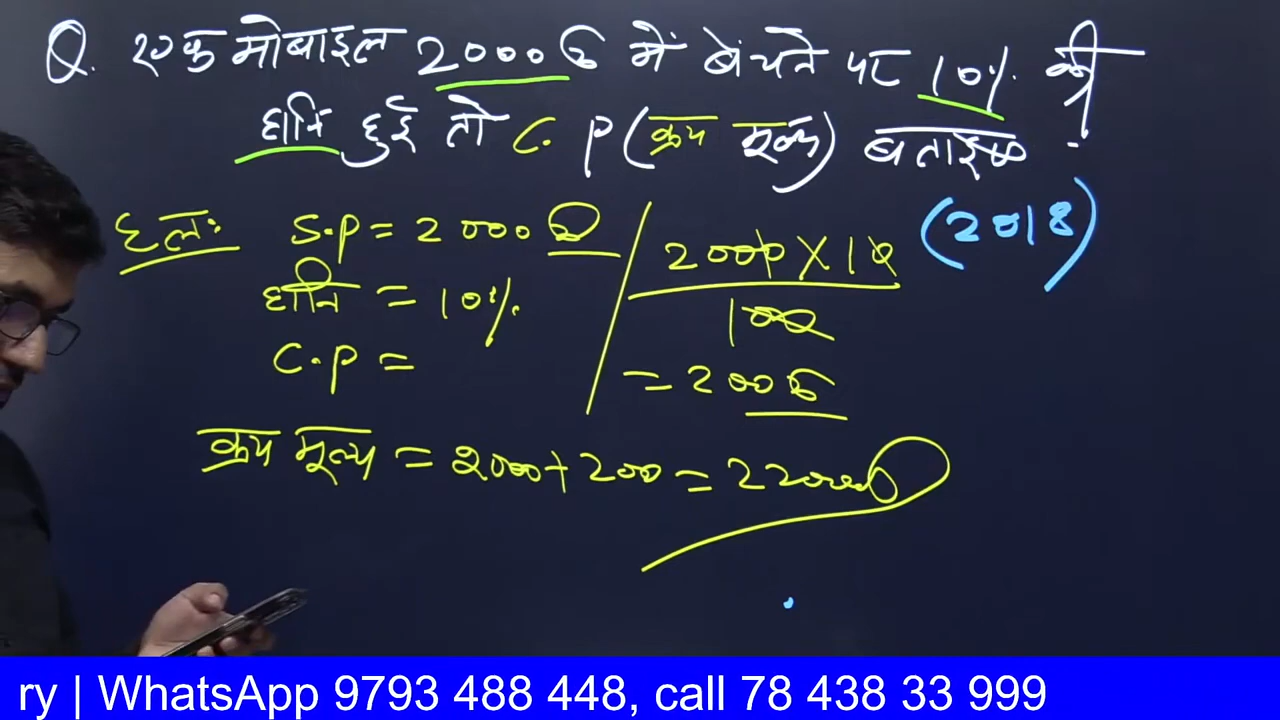 Q. एक मोबाइल 2000 ₹ में बेचने पर 10% की
हानि हुई तो C.P (क्रय मूल्य) बताइए .
(2018)
हलः S.P = 2000 ₹
हानि = 10%
C.P =
2000 X 10
100
= 200 ₹
क्रय मूल्य = 2000 + 200 = 2200 ₹
ry | WhatsApp 9793 488 448, call 78 438 33 999